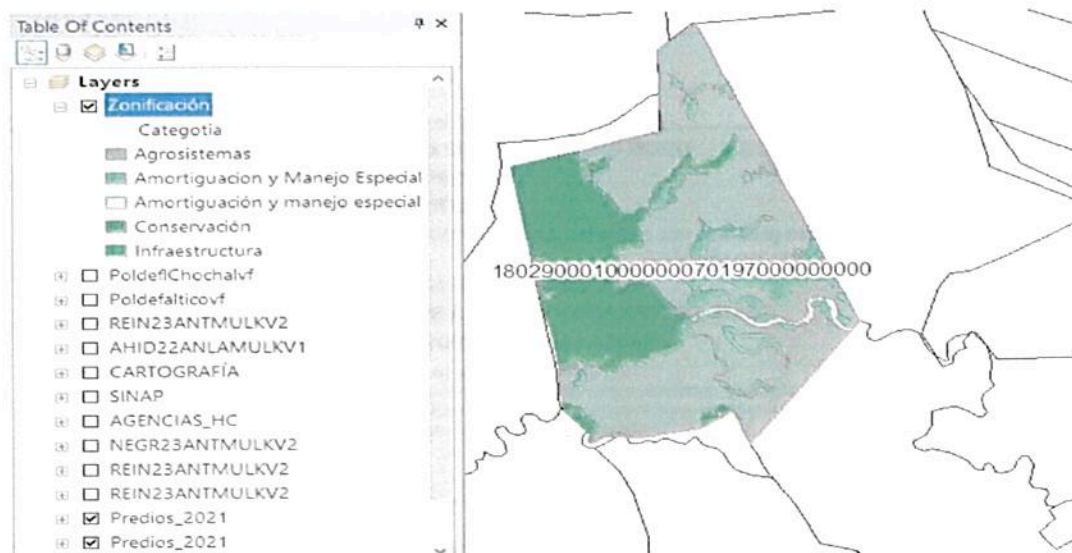 Table Of Contents
Layers
Zonificación
Categotia
Agrosistemas
Amortiguacion y Manejo Especial
Amortiguación y manejo especial
Conservación
Infraestructura
PoldeflChochalvf
Poldefalticovf
REIN23ANTMULKV2
AHID22ANLAMULKV1
CARTOGRAFÍA
SINAP
AGENCIAS_HC
NEGR23ANTMULKV2
REIN23ANTMULKV2
REIN23ANTMULKV2
Predios_2021
Predios_2021